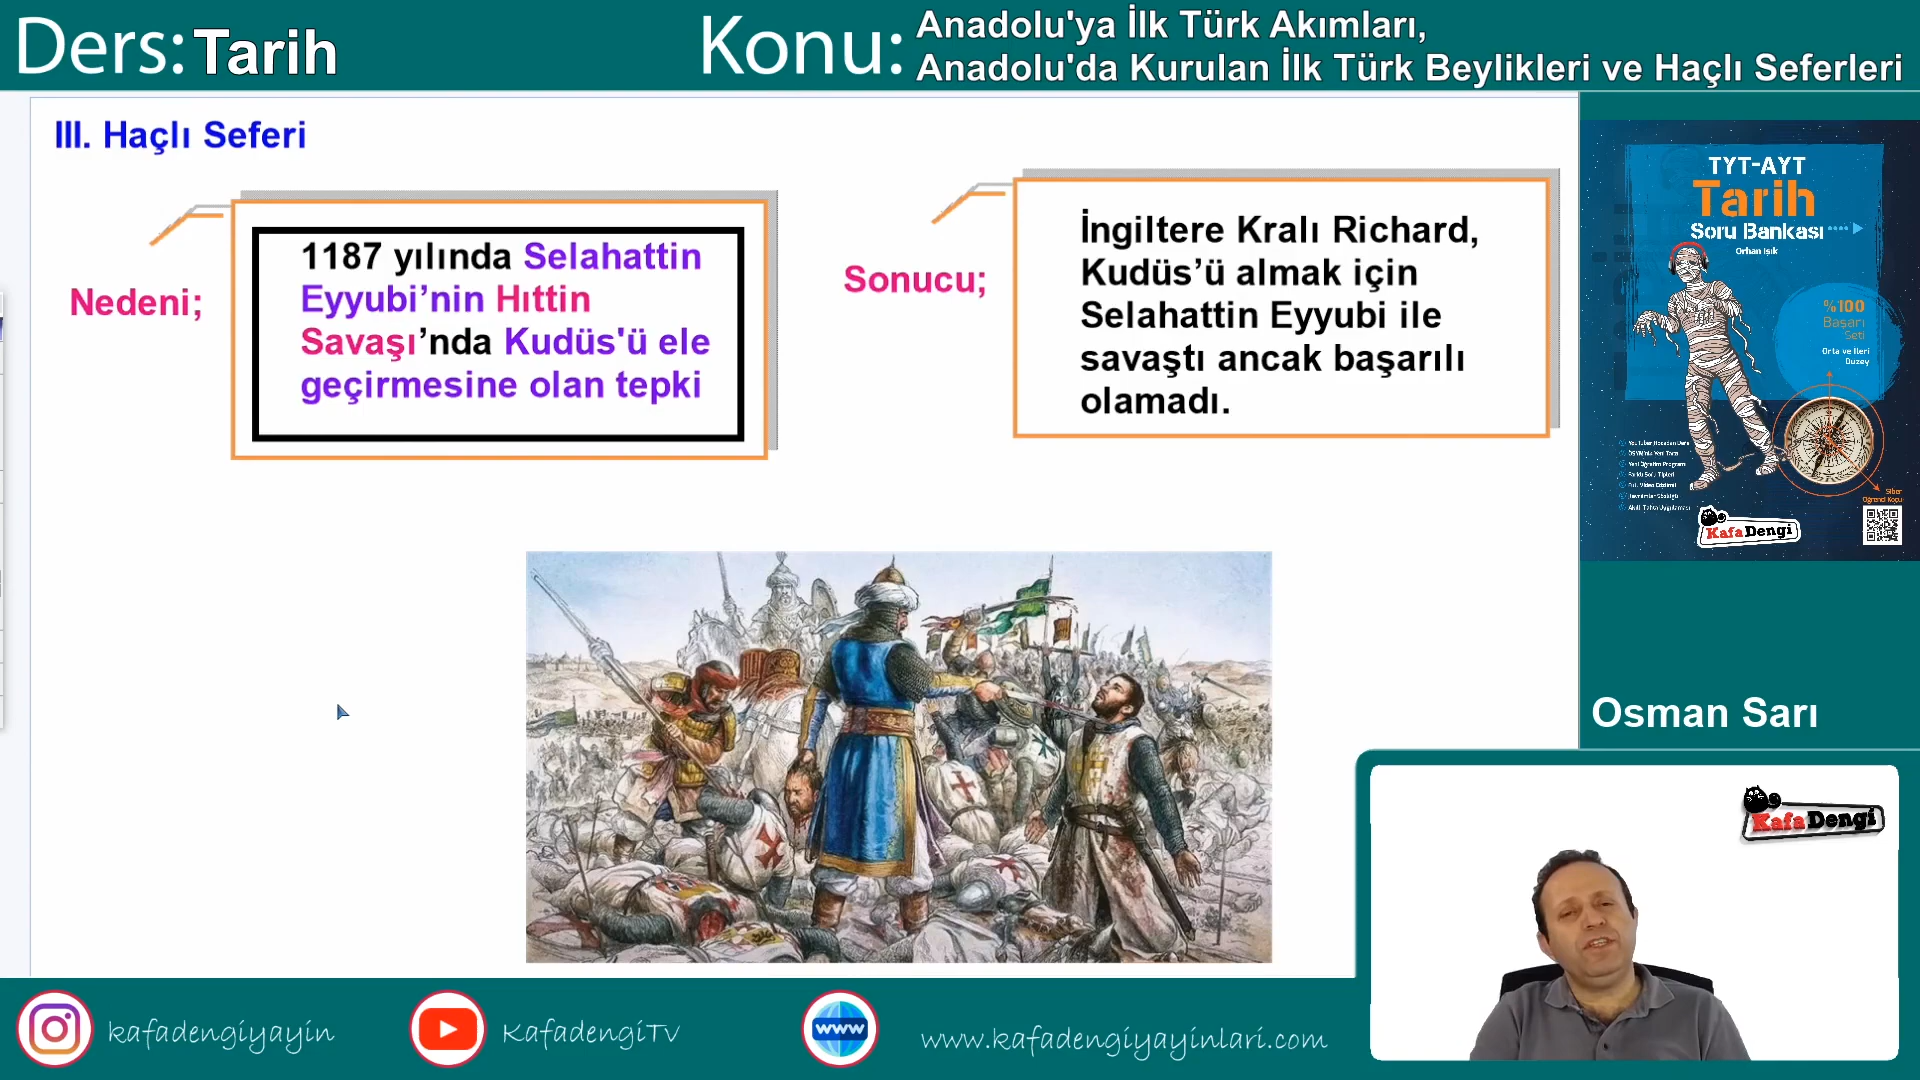 Ders: Tarih
Konu: Anadolu'ya İlk Türk Akımları,
Anadolu'da Kurulan İlk Türk Beylikleri ve Haçlı Seferleri
III. Haçlı Seferi
Nedeni;
1187 yılında Selahattin
Eyyubi’nin Hıttin
Savaşı’nda Kudüs'ü ele
geçirmesine olan tepki
Sonucu;
İngiltere Kralı Richard,
Kudüs’ü almak için
Selahattin Eyyubi ile
savaştı ancak başarılı
olamadı.
TYT-AYT
Tarih
Soru Bankası
Orhan Işık
%100
Başarı
Seti
Orta ve İleri
Düzey
KafaDengi
Osman Sarı
KafaDengi
kafadengiyayin
KafadengiTv
www
www.kafadengiyayinlari.com